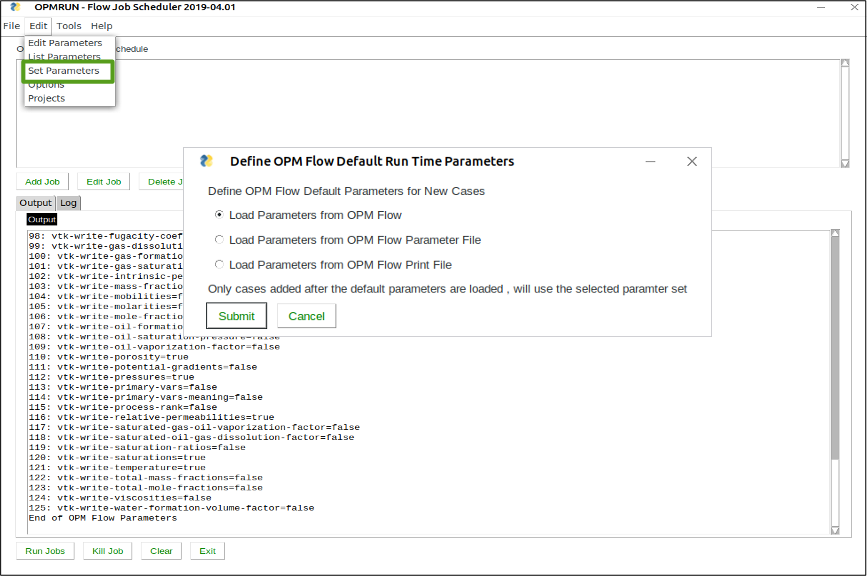 OPMRUN - Flow Job Scheduler 2019-04.01
File Edit Tools Help
Edit Parameters
List Parameters
Set Parameters
Options
Projects
Define OPM Flow Default Run Time Parameters
Define OPM Flow Default Parameters for New Cases
Load Parameters from OPM Flow
Load Parameters from OPM Flow Parameter File
Load Parameters from OPM Flow Print File
Only cases added after the default parameters are loaded , will use the selected paramter set
Submit Cancel
Add Job Edit Job Delete J
Output Log
Output
98: vtk-write-fugacity-coef
99: vtk-write-gas-dissoluti
100: vtk-write-gas-formatio
101: vtk-write-gas-saturati
102: vtk-write-intrinsic-pe
103: vtk-write-mass-fractio
104: vtk-write-mobilities=f
105: vtk-write-molarities=f
106: vtk-write-mole-fractio
107: vtk-write-oil-formatio
108: vtk-write-oil-saturation-pressure=false
109: vtk-write-oil-vaporization-factor=false
110: vtk-write-porosity=true
111: vtk-write-potential-gradients=false
112: vtk-write-pressures=true
113: vtk-write-primary-vars=false
114: vtk-write-primary-vars-meaning=false
115: vtk-write-process-rank=false
116: vtk-write-relative-permeabilities=true
117: vtk-write-saturated-gas-oil-vaporization-factor=false
118: vtk-write-saturated-oil-gas-dissolution-factor=false
119: vtk-write-saturation-ratios=false
120: vtk-write-saturations=true
121: vtk-write-temperature=true
122: vtk-write-total-mass-fractions=false
123: vtk-write-total-mole-fractions=false
124: vtk-write-viscosities=false
125: vtk-write-water-formation-volume-factor=false
End of OPM Flow Parameters
Run Jobs Kill Job Clear Exit